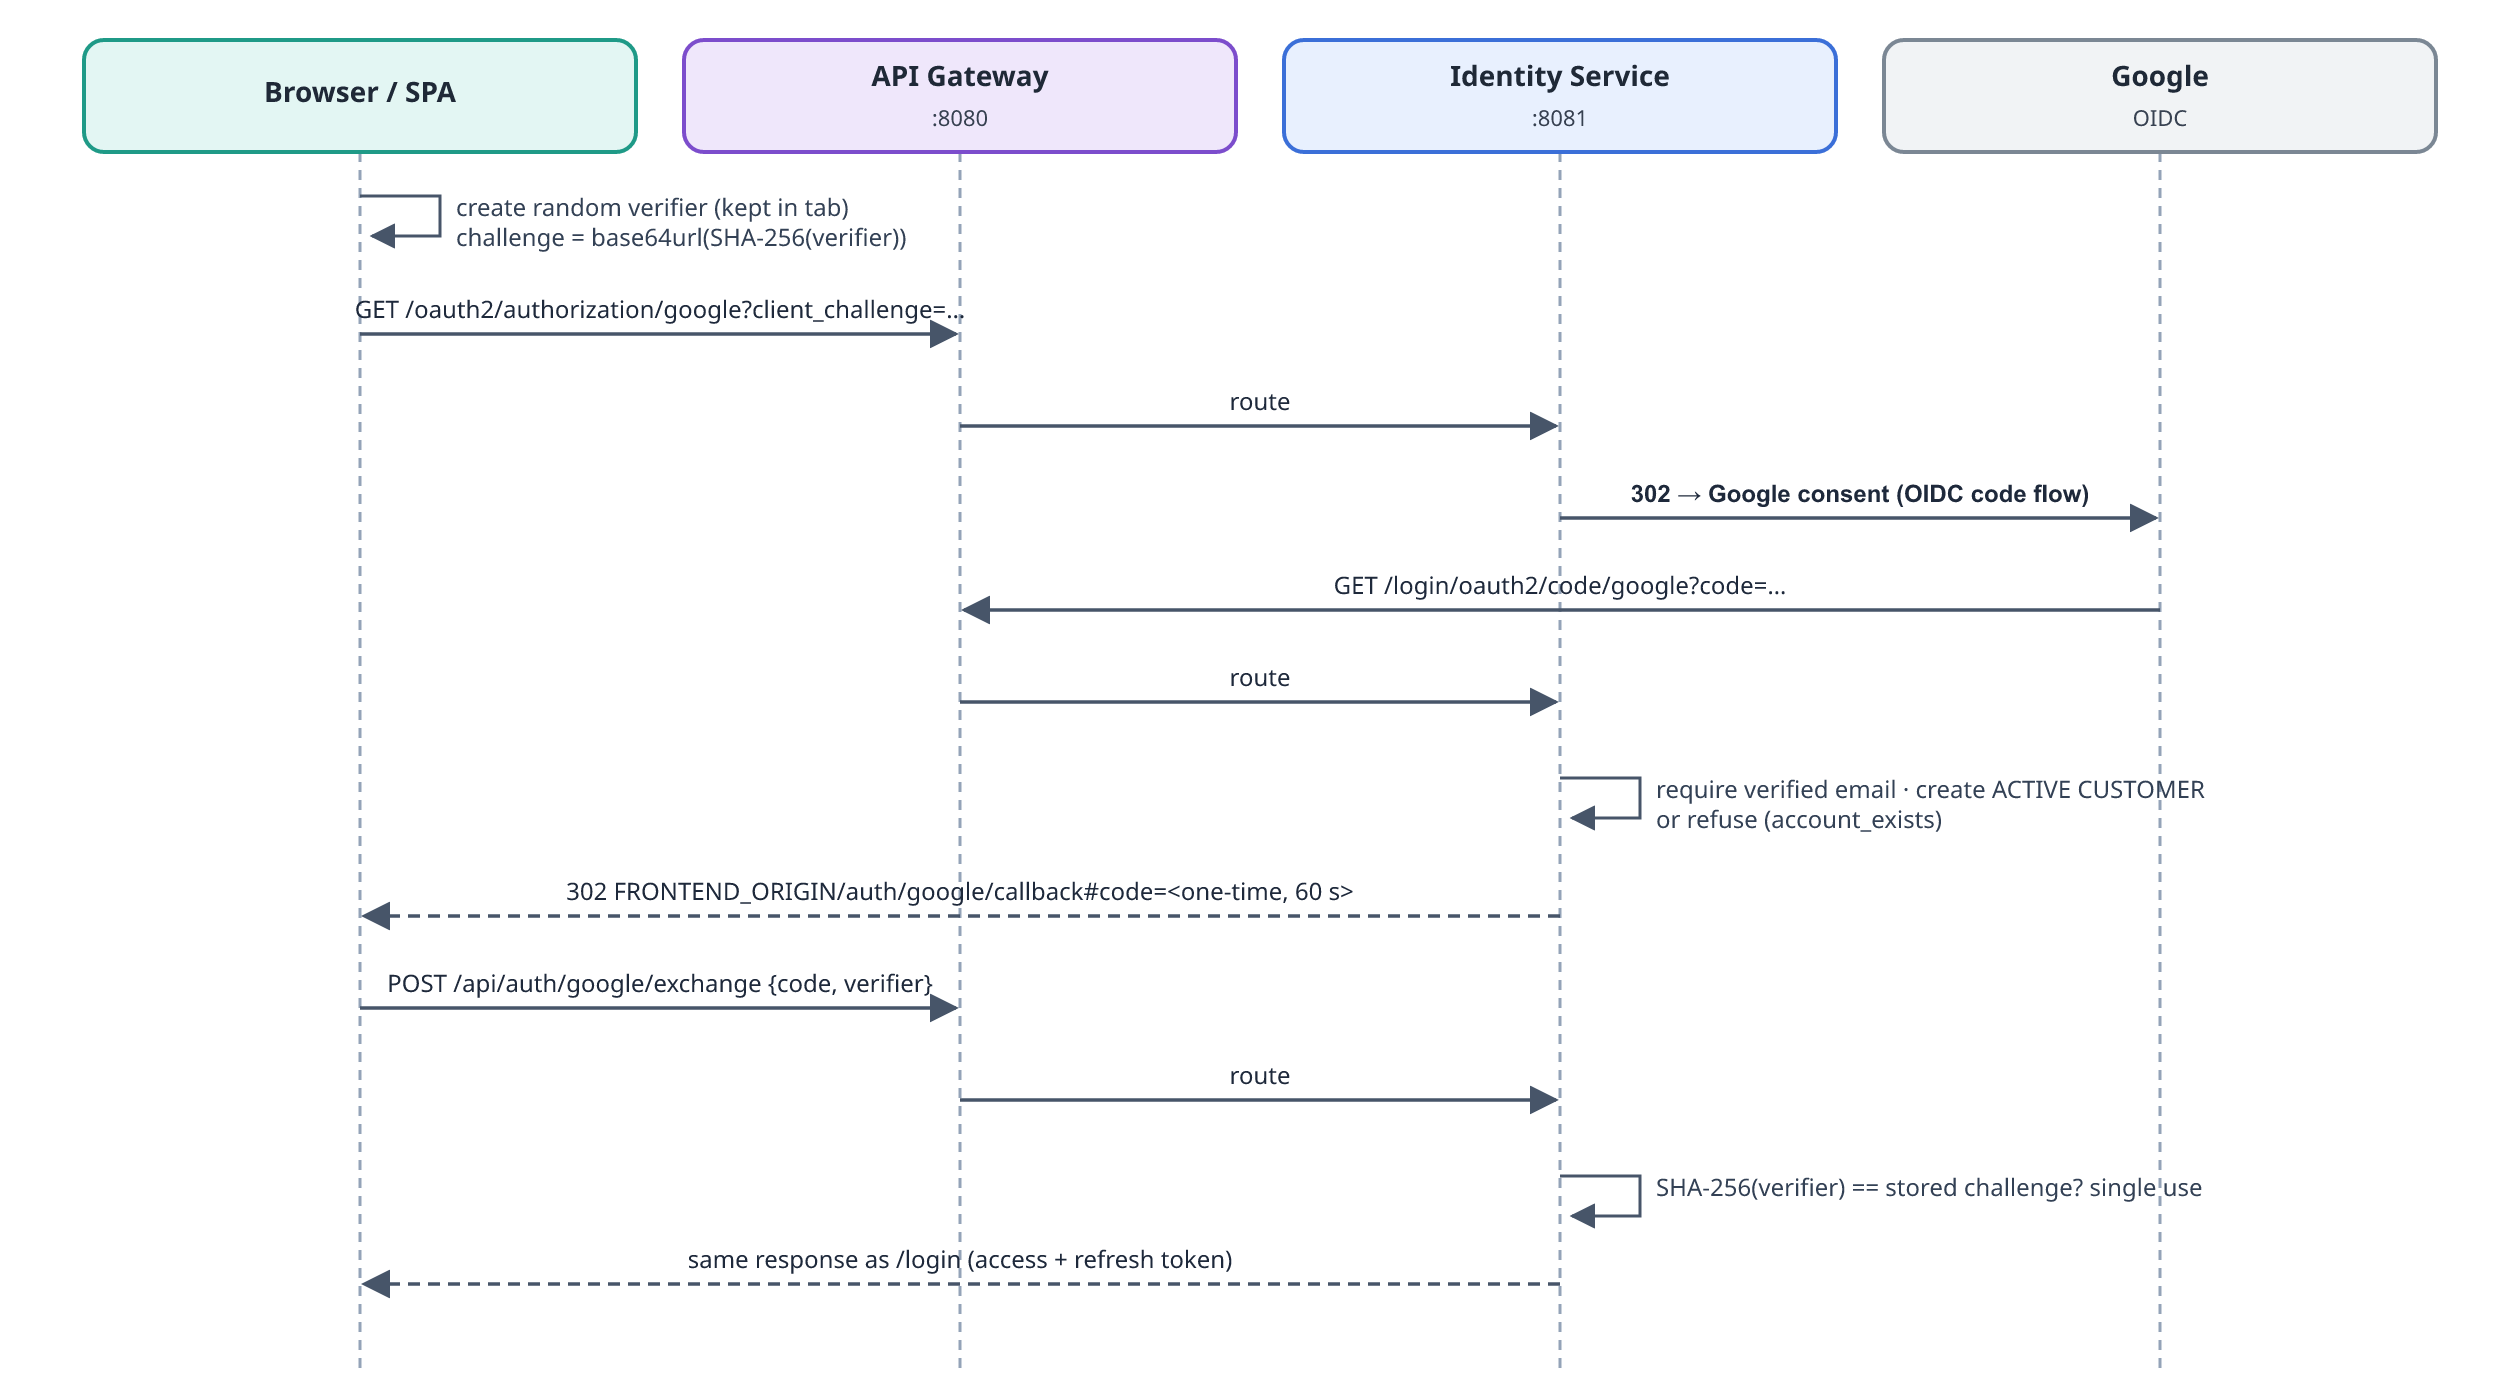 Browser / SPA
API Gateway
:8080
Identity Service
:8081
Google
OIDC
create random verifier (kept in tab)
challenge = base64url(SHA-256(verifier))
GET /oauth2/authorization/google?client_challenge=...
route
302 → Google consent (OIDC code flow)
GET /login/oauth2/code/google?code=...
route
require verified email · create ACTIVE CUSTOMER
or refuse (account_exists)
302 FRONTEND_ORIGIN/auth/google/callback#code=<one-time, 60 s>
POST /api/auth/google/exchange {code, verifier}
route
SHA-256(verifier) == stored challenge? single use
same response as /login (access + refresh token)